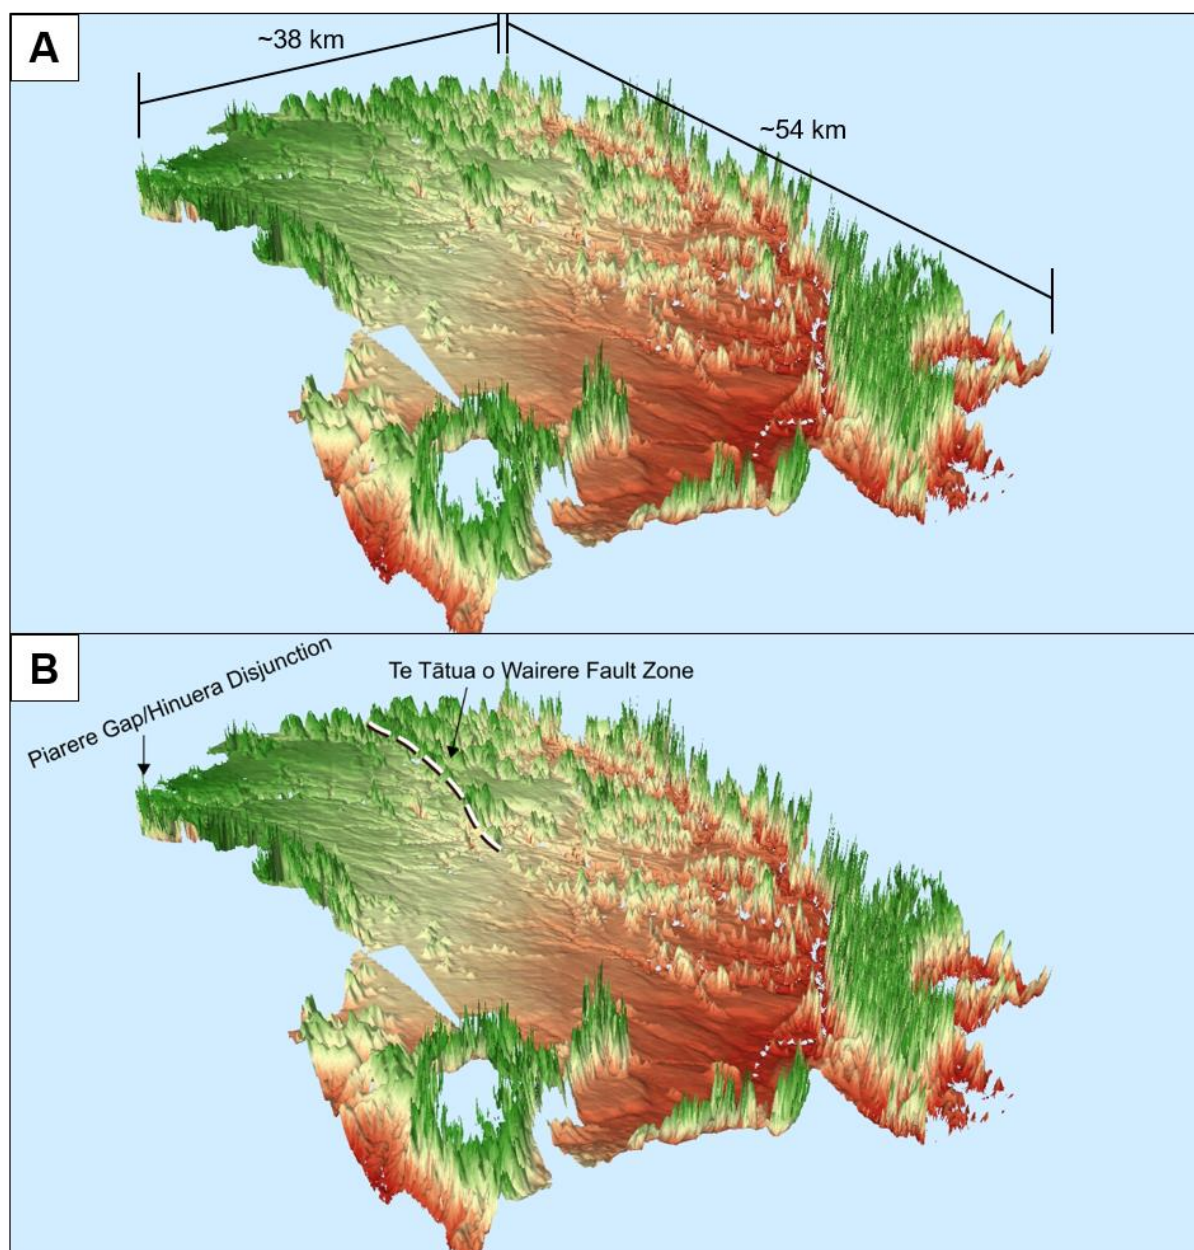 A
~38 km
~54 km
B
Piarere Gap/Hinuera Disjunction
Te Tātua o Wairere Fault Zone